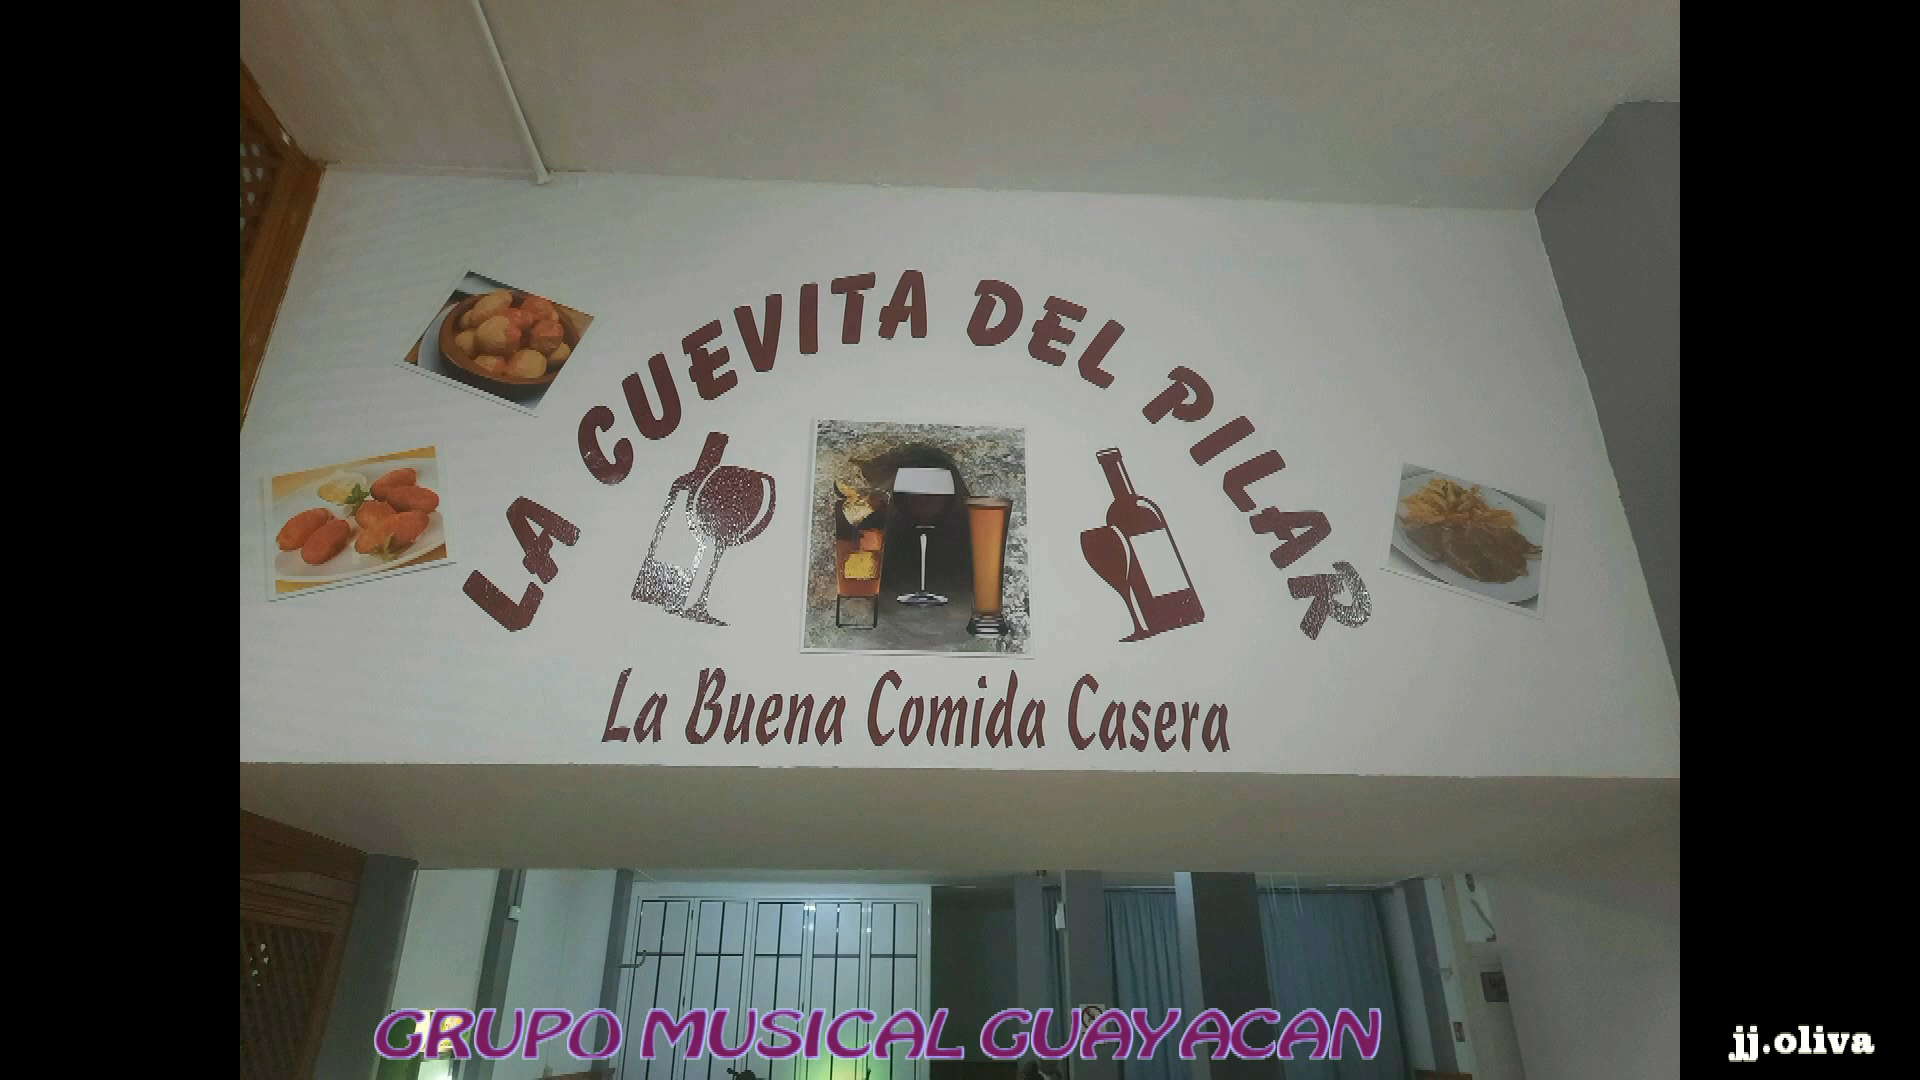 LA CUEVITA DEL PILAR
La Buena Comida Casera
GRUPO MUSICAL GUAYACAN
jj.oliva